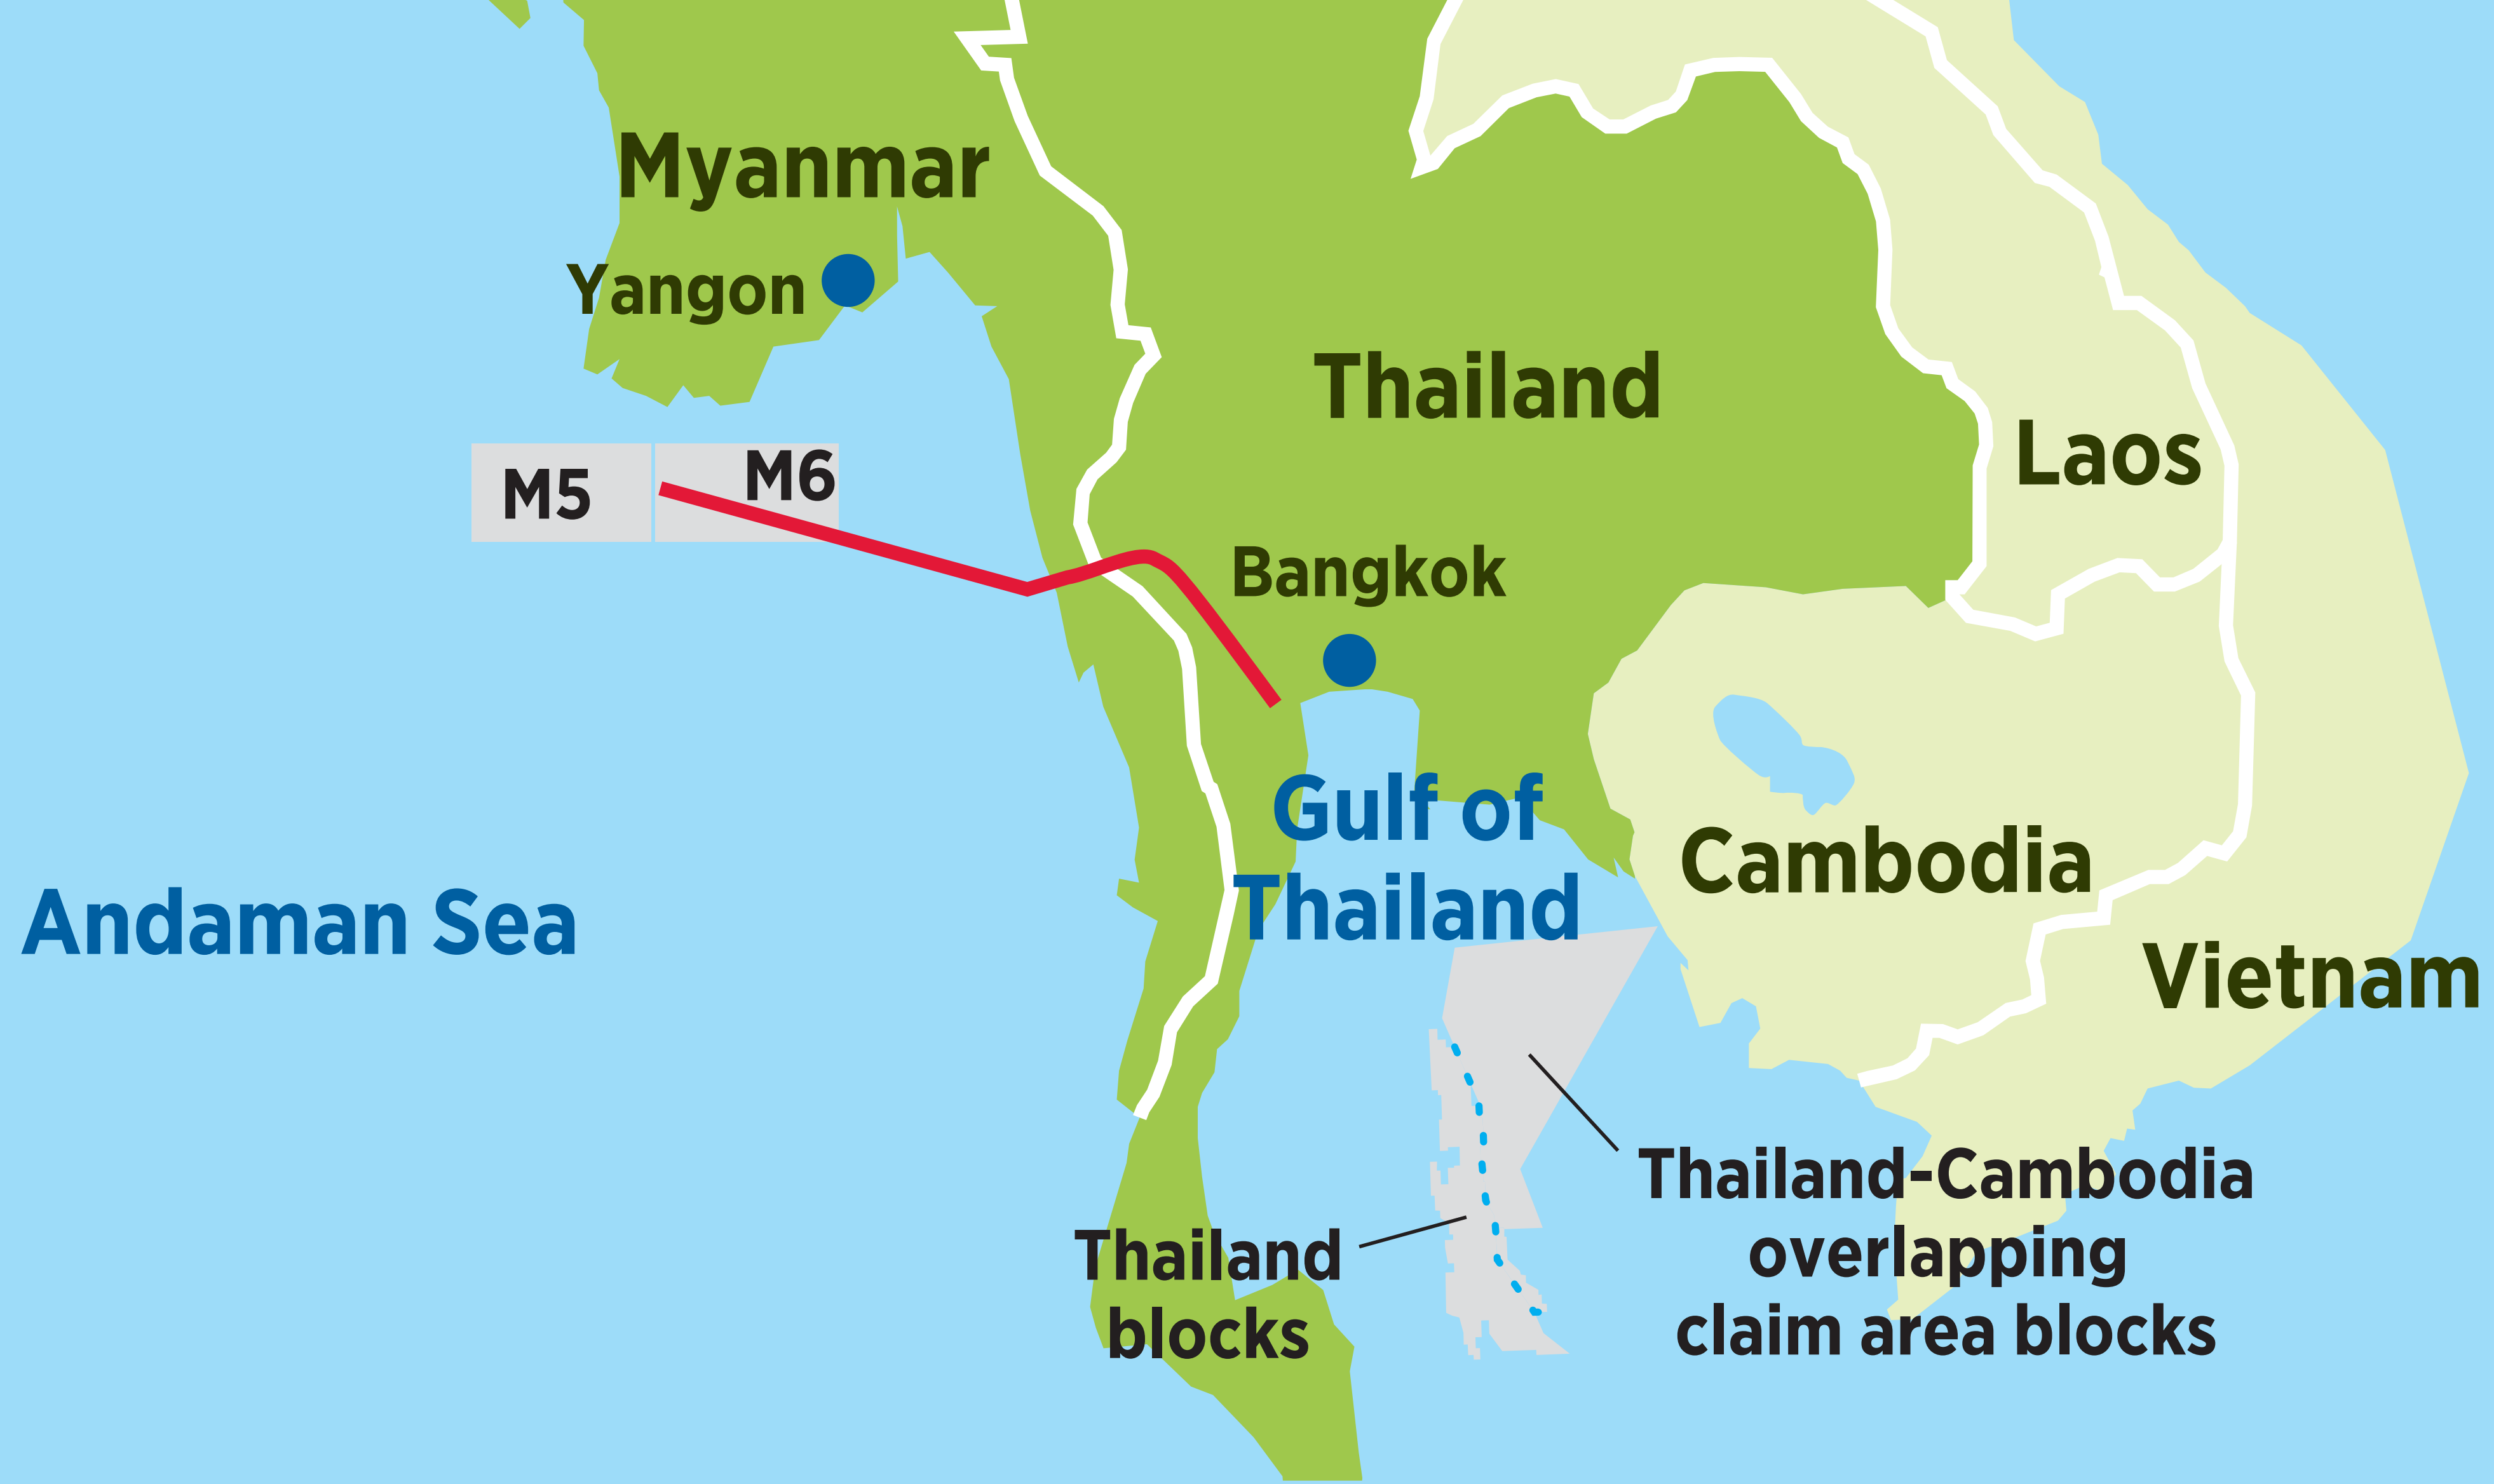 Myanmar
Yangon
Thailand
Laos
M5
M6
Bangkok
Gulf of
Thailand
Cambodia
Andaman Sea
Vietnam
Thailand-Cambodia
overlapping
claim area blocks
Thailand
blocks